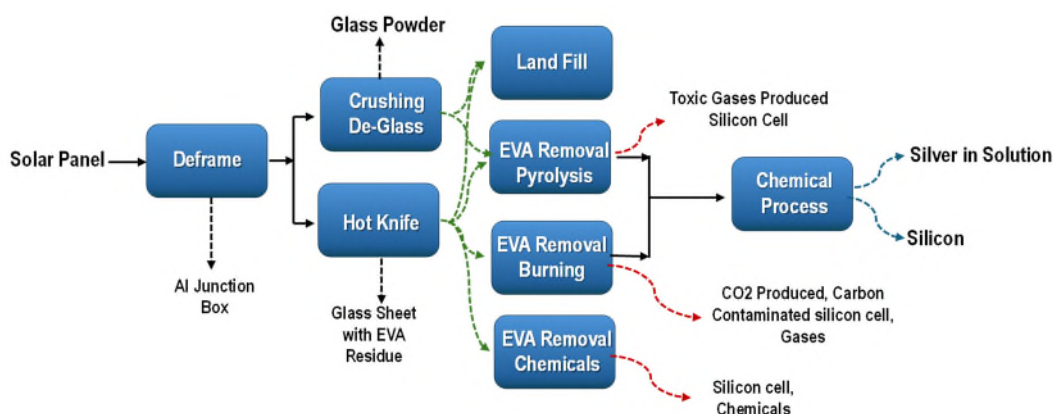 Glass Powder
Land Fill
Crushing
De-Glass
Toxic Gases Produced
Silicon Cell
Solar Panel
Deframe
EVA Removal
Pyrolysis
Chemical
Process
Silver in Solution
Hot Knife
Silicon
EVA Removal
Burning
Al Junction
Box
Glass Sheet
with EVA
Residue
CO2 Produced, Carbon
Contaminated silicon cell,
Gases
EVA Removal
Chemicals
Silicon cell,
Chemicals